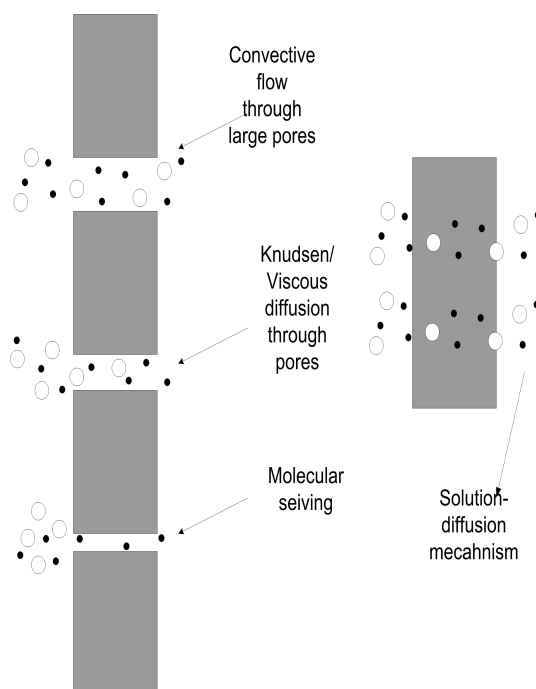 Convective
flow
through
large pores
Knudsen/
Viscous
diffusion
through
pores
Molecular
seiving
Solution-
diffusion
mecahnism